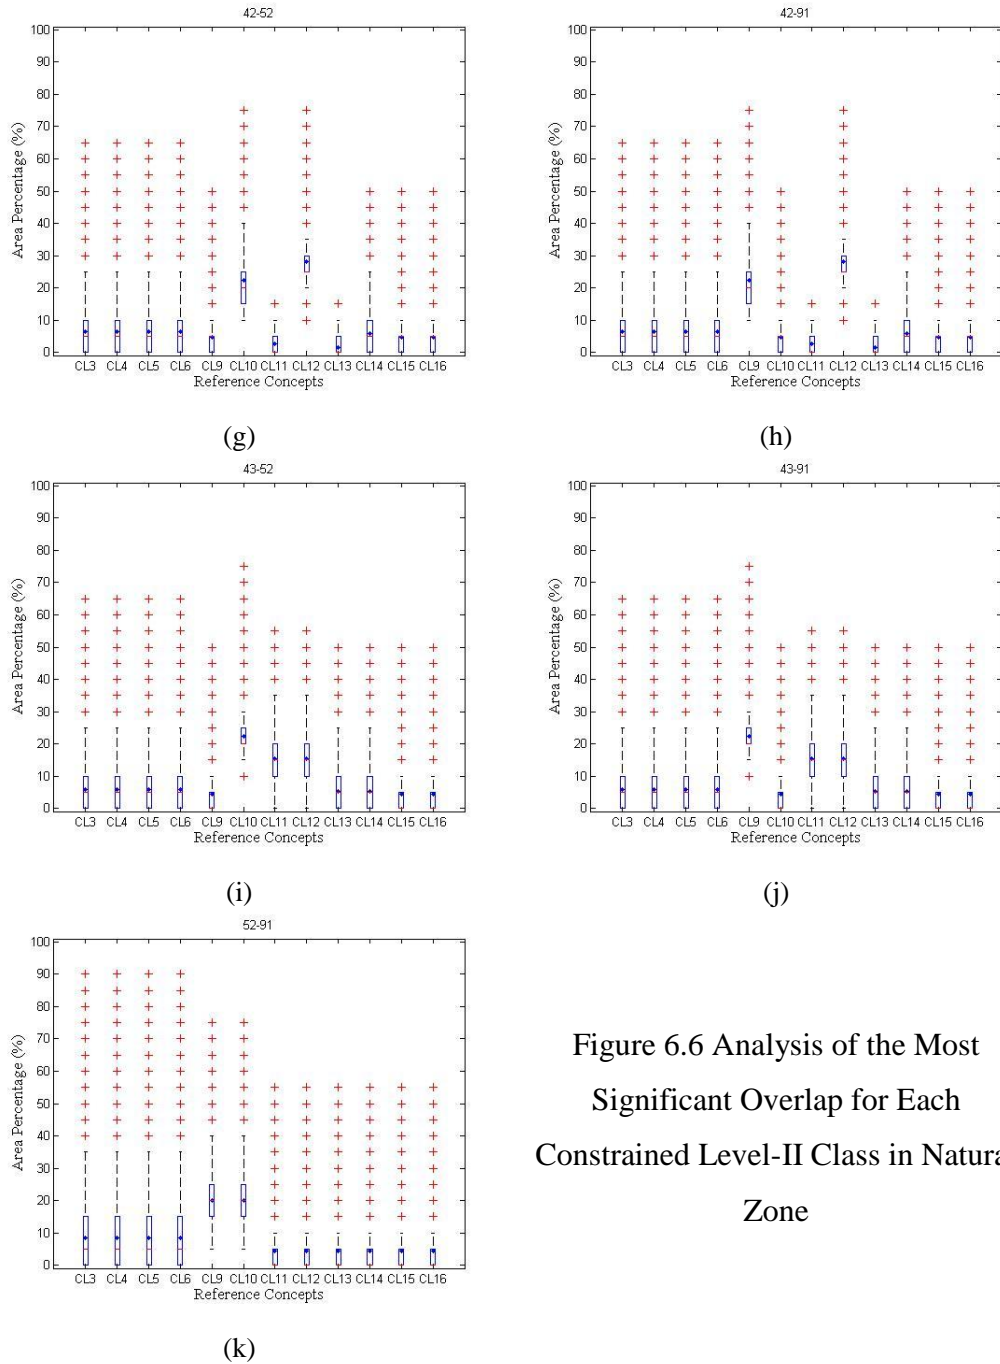 42-52
100
90
80
70
60
50
40
30
20
10
0
Area Percentage (%)
CL3 CL4 CL5 CL6 CL9 CL10 CL11 CL12 CL13 CL14 CL15 CL16
Reference Concepts
(g)
42-91
100
90
80
70
60
50
40
30
20
10
0
Area Percentage (%)
CL3 CL4 CL5 CL6 CL9 CL10 CL11 CL12 CL13 CL14 CL15 CL16
Reference Concepts
(h)
43-52
100
90
80
70
60
50
40
30
20
10
0
Area Percentage (%)
CL3 CL4 CL5 CL6 CL9 CL10 CL11 CL12 CL13 CL14 CL15 CL16
Reference Concepts
(i)
43-91
100
90
80
70
60
50
40
30
20
10
0
Area Percentage (%)
CL3 CL4 CL5 CL6 CL9 CL10 CL11 CL12 CL13 CL14 CL15 CL16
Reference Concepts
(j)
52-91
100
90
80
70
60
50
40
30
20
10
0
Area Percentage (%)
CL3 CL4 CL5 CL6 CL9 CL10 CL11 CL12 CL13 CL14 CL15 CL16
Reference Concepts
(k)
Figure 6.6 Analysis of the Most
Significant Overlap for Each
Constrained Level-II Class in Natura
Zone